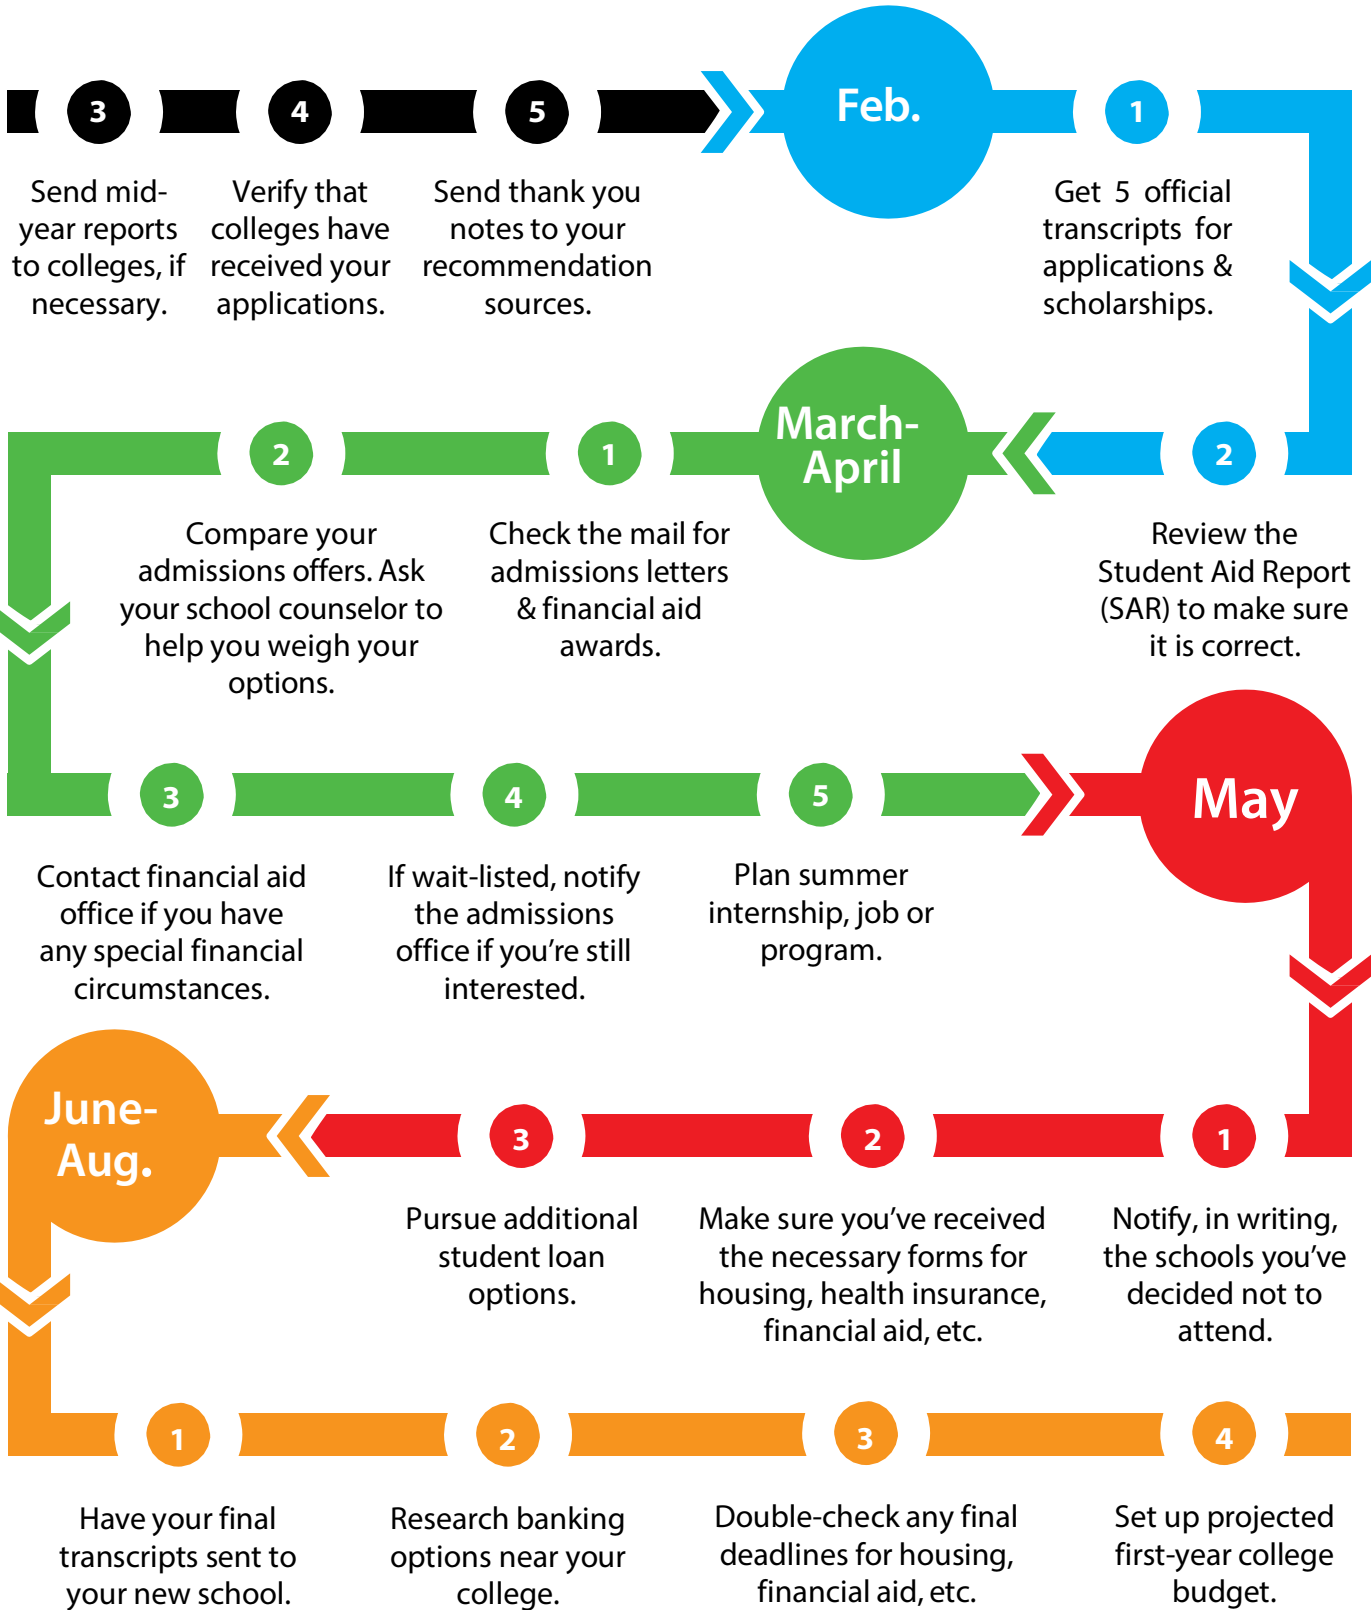 3
Send mid-
year reports
to colleges, if
necessary.
4
Verify that
colleges have
received your
applications.
5
Send thank you
notes to your
recommendation
sources.
Feb.
1
Get 5 official
transcripts for
applications &
scholarships.
2
Review the
Student Aid Report
(SAR) to make sure
it is correct.
March-
April
1
Check the mail for
admissions letters
& financial aid
awards.
2
Compare your
admissions offers. Ask
your school counselor to
help you weigh your
options.
3
Contact financial aid
office if you have
any special financial
circumstances.
4
If wait-listed, notify
the admissions
office if you're still
interested.
5
Plan summer
internship, job or
program.
May
1
Notify, in writing,
the schools you've
decided not to
attend.
2
Make sure you've received
the necessary forms for
housing, health insurance,
financial aid, etc.
3
Pursue additional
student loan
options.
June-
Aug.
1
Have your final
transcripts sent to
your new school.
2
Research banking
options near your
college.
3
Double-check any final
deadlines for housing,
financial aid, etc.
4
Set up projected
first-year college
budget.